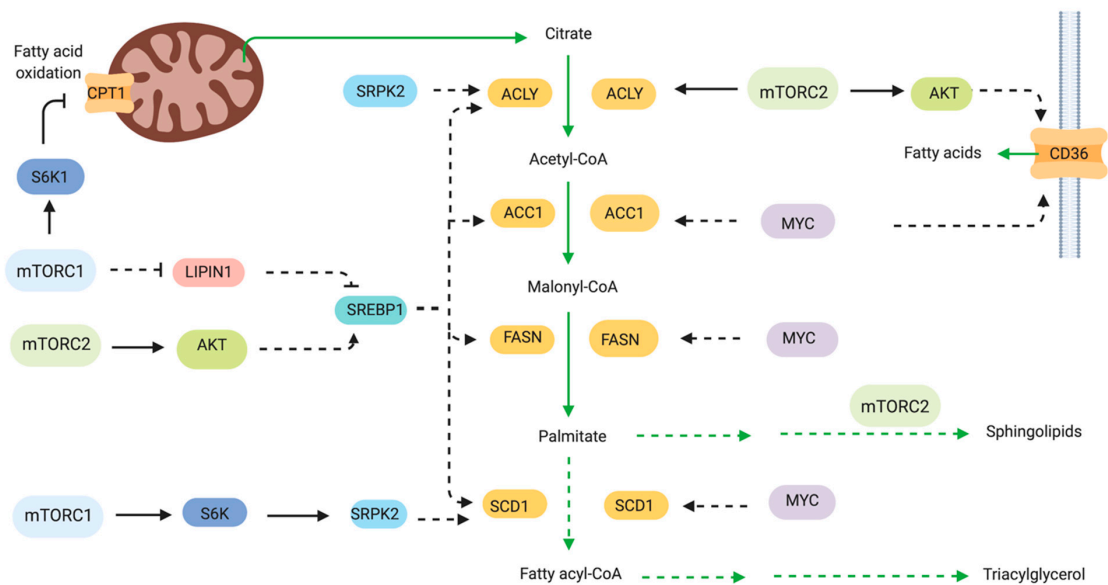 Citrate
Fatty acid
oxidation
CPT1
SRPK2
ACLY
ACLY
mTORC2
AKT
Acetyl-CoA
Fatty acids
CD36
S6K1
ACC1
ACC1
MYC
mTORC1
LIPIN1
Malonyl-CoA
SREBP1
mTORC2
AKT
FASN
FASN
MYC
mTORC2
Palmitate
Sphingolipids
mTORC1
S6K
SRPK2
SCD1
SCD1
MYC
Fatty acyl-CoA
Triacylglycerol